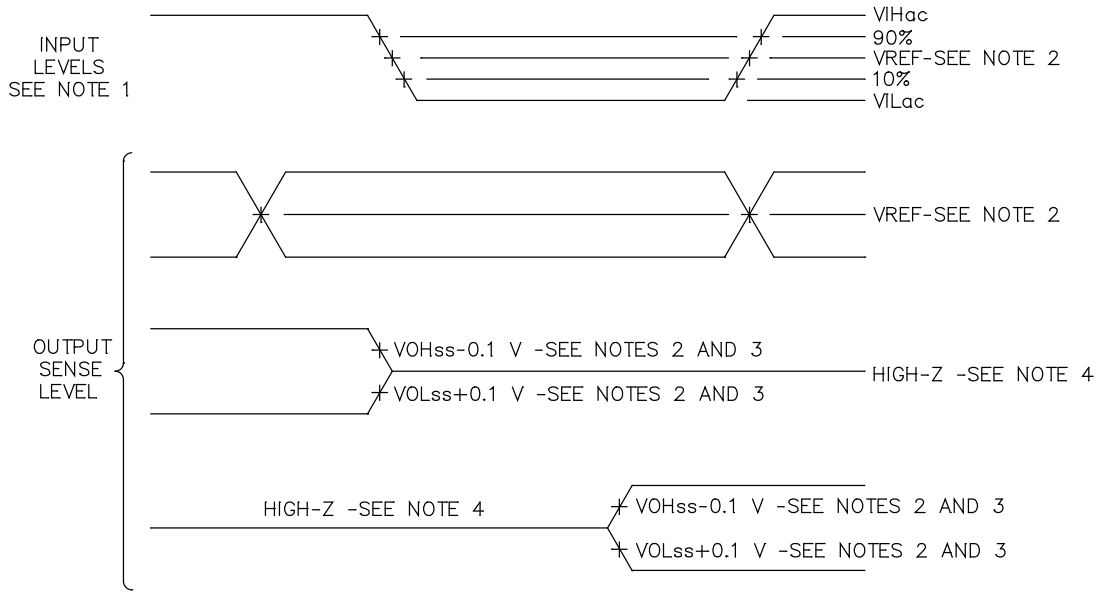 INPUT
LEVELS
SEE NOTE 1
VIHac
90%
VREF-SEE NOTE 2
10%
VILac
VREF-SEE NOTE 2
OUTPUT
SENSE
LEVEL
VOHss-0.1 V -SEE NOTES 2 AND 3
HIGH-Z -SEE NOTE 4
VOLss+0.1 V -SEE NOTES 2 AND 3
HIGH-Z -SEE NOTE 4
VOHss-0.1 V -SEE NOTES 2 AND 3
VOLss+0.1 V -SEE NOTES 2 AND 3